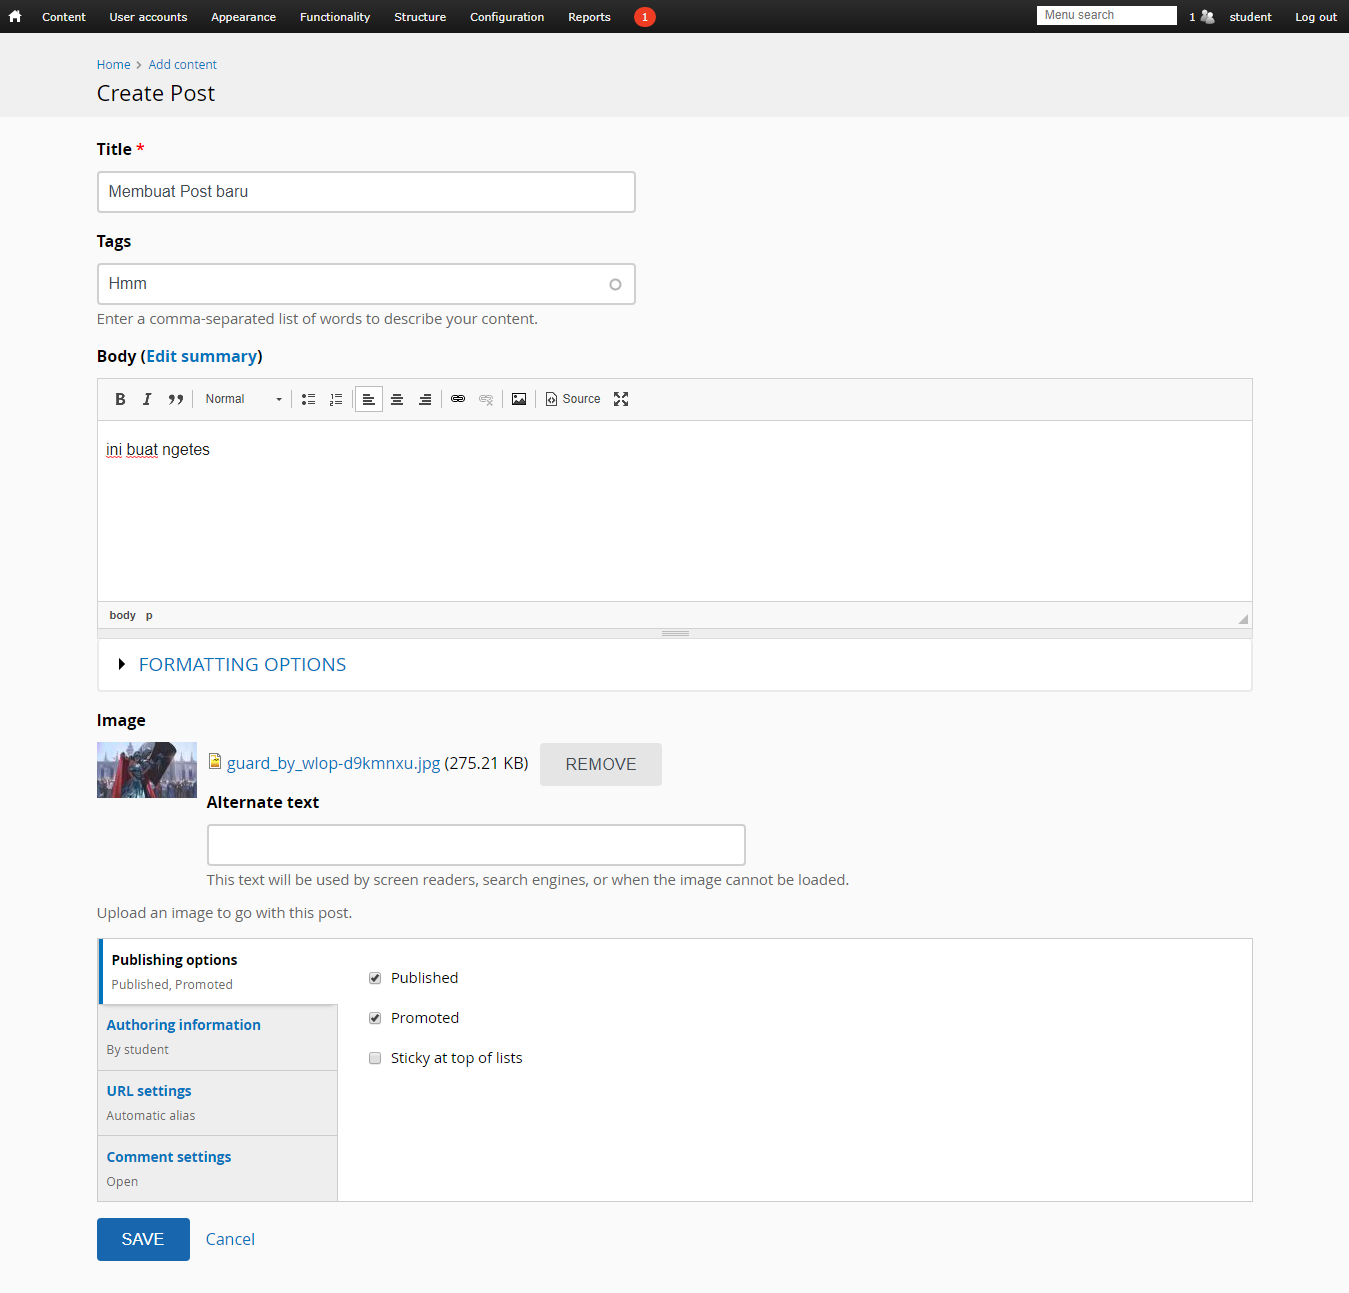 Content User accounts Appearance Functionality Structure Configuration Reports 1 Menu search 1 student Log out
Home Add content
Create Post
Title *
Membuat Post baru
Tags
Hmm
Enter a comma-separated list of words to describe your content.
Body (Edit summary)
B I ” Normal Source
ini buat ngetes
body p
FORMATTING OPTIONS
Image
guard_by_wlop-d9kmnxu.jpg (275.21 KB) REMOVE
Alternate text
This text will be used by screen readers, search engines, or when the image cannot be loaded.
Upload an image to go with this post.
Publishing options
Published, Promoted
Authoring information
By student
URL settings
Automatic alias
Comment settings
Open
Published
Promoted
Sticky at top of lists
SAVE Cancel